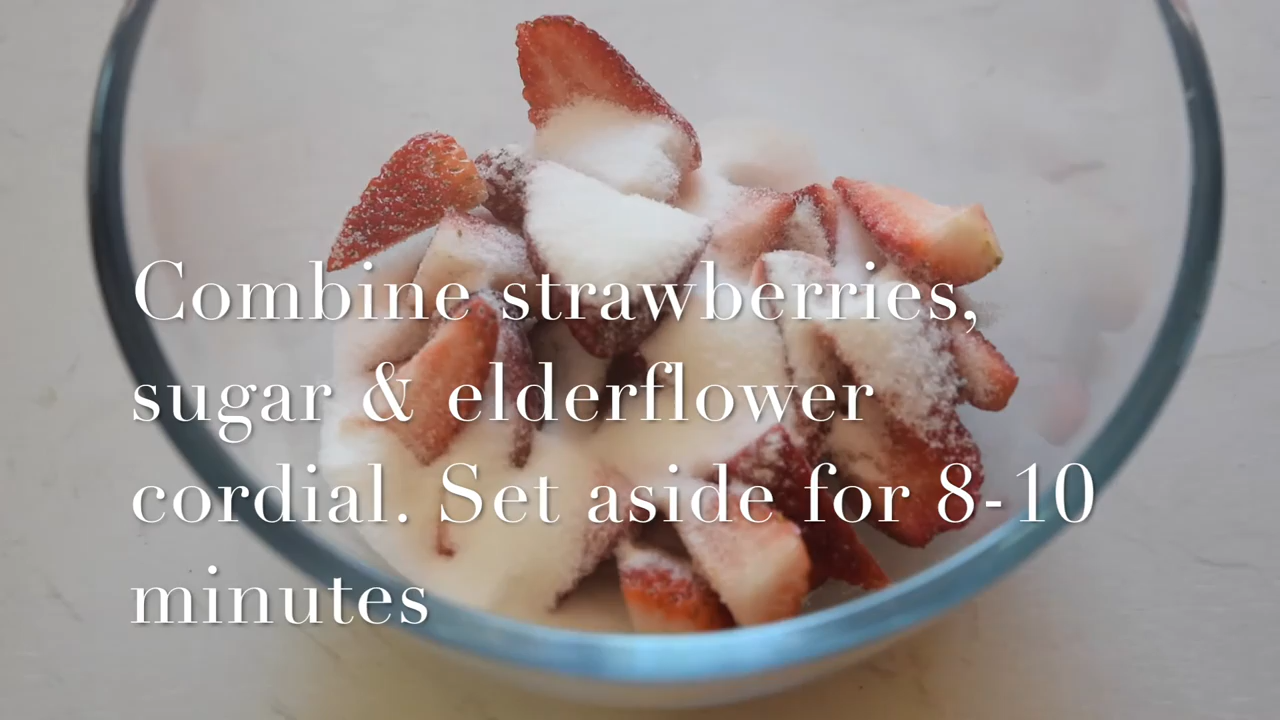 Combine strawberries,
sugar & elderflower
cordial. Set aside for 8-10
minutes